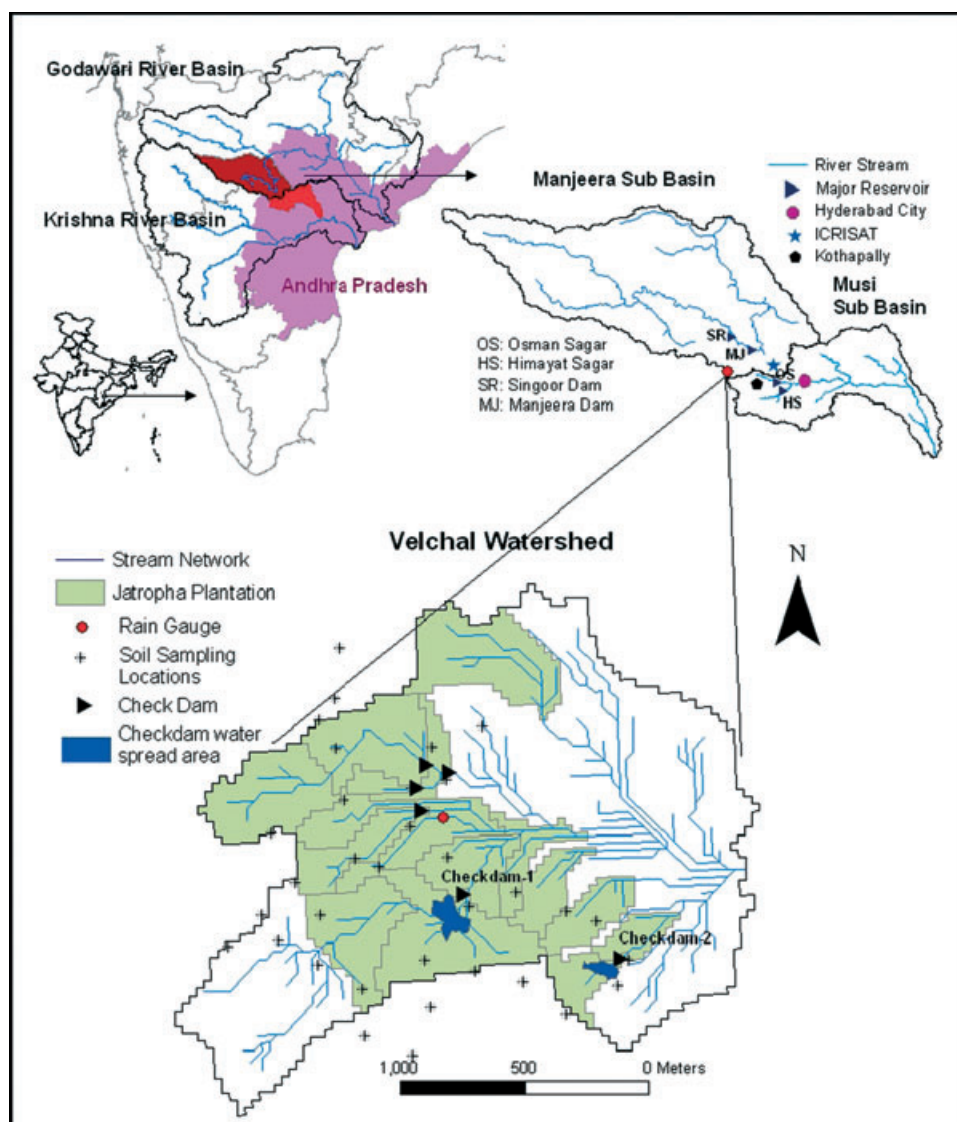 Godawari River Basin
Krishna River Basin
Andhra Pradesh
Manjeera Sub Basin
River Stream
Major Reservoir
Hyderabad City
ICRISAT
Kothapally
Musi
Sub Basin
SR
MJ
OS
HS
OS: Osman Sagar
HS: Himayat Sagar
SR: Singoor Dam
MJ: Manjeera Dam
Velchal Watershed
Stream Network
Jatropha Plantation
Rain Gauge
Soil Sampling
Locations
Check Dam
Checkdam water
spread area
N
Checkdam-1
Checkdam-2
1,000 500 0 Meters